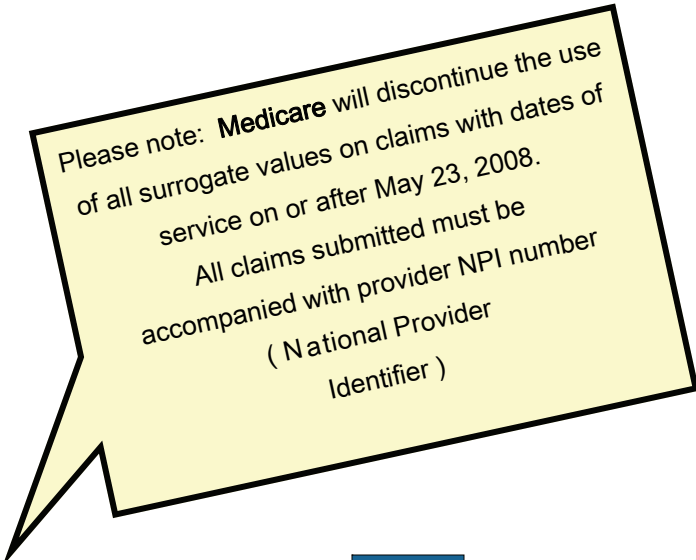 Please note: Medicare will discontinue the use
of all surrogate values on claims with dates of
service on or after May 23, 2008.
All claims submitted must be
accompanied with provider NPI number
( National Provider
Identifier )